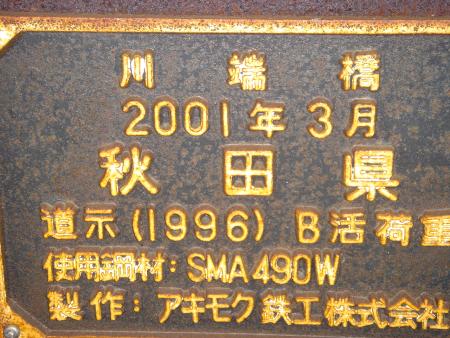 川端橋
2001年3月
秋田県
道示(1996) B活荷重
使用鋼材：SMA490W
製作：アキモク鉄工株式会社